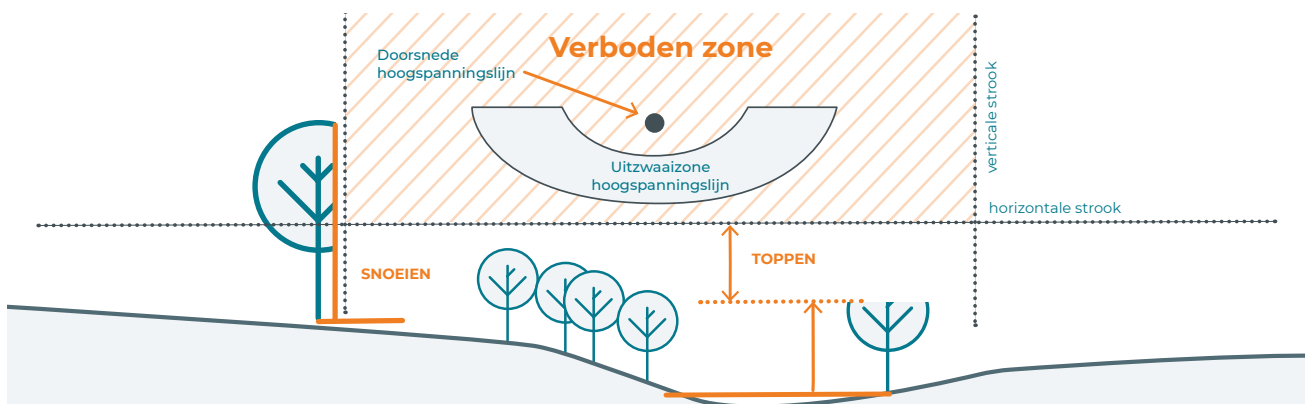 Verboden zone
Doorsnede
hoogspanningslijn
verticale strook
Uitzwaaizone
hoogspanningslijn
horizontale strook
SNOEIEN
TOPPEN